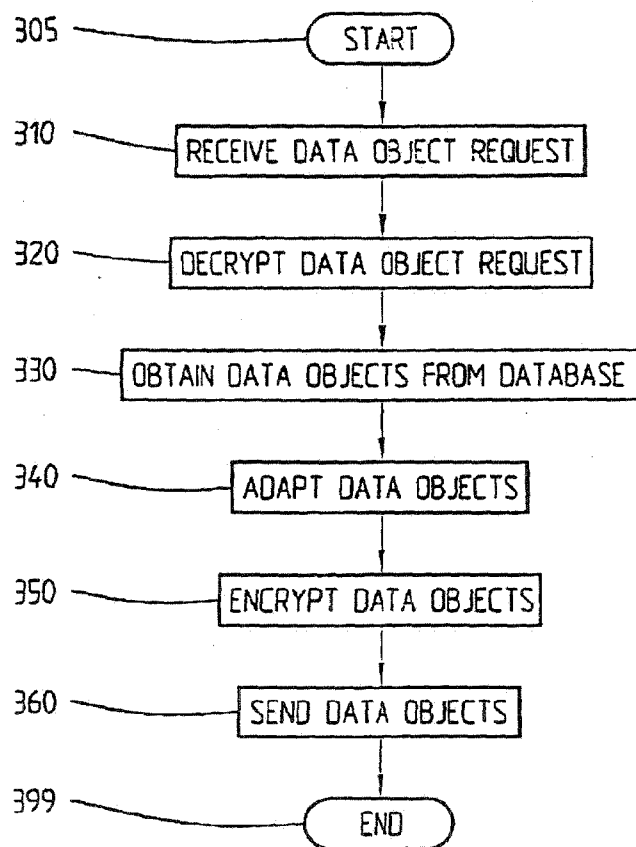 305 START
310 RECEIVE DATA OBJECT REQUEST
320 DECRYPT DATA OBJECT REQUEST
330 OBTAIN DATA OBJECTS FROM DATABASE
340 ADAPT DATA OBJECTS
350 ENCRYPT DATA OBJECTS
360 SEND DATA OBJECTS
399 END